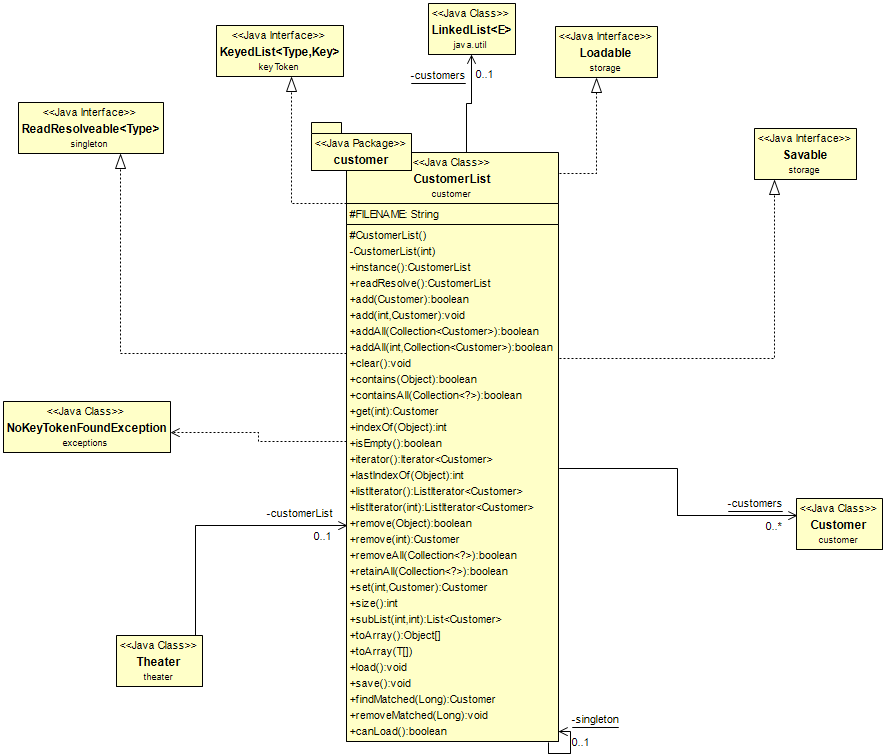 <<Java Class>>
LinkedList<E>
java.util
<<Java Interface>>
KeyedList<Type,Key>
keyToken
<<Java Interface>>
Loadable
storage
-customers
0..1
<<Java Interface>>
ReadResolveable<Type>
singleton
<<Java Interface>>
Savable
storage
<<Java Package>>
customer
<<Java Class>>
CustomerList
customer
#FILENAME: String
#CustomerList()
-CustomerList(int)
+instance():CustomerList
+readResolve():CustomerList
+add(Customer):boolean
+add(int,Customer):void
+addAll(Collection<Customer>):boolean
+addAll(int,Collection<Customer>):boolean
+clear():void
+contains(Object):boolean
+containsAll(Collection<?>):boolean
+get(int):Customer
+indexOf(Object):int
+isEmpty():boolean
+iterator():Iterator<Customer>
+lastIndexOf(Object):int
+listIterator():ListIterator<Customer>
+listIterator(int):ListIterator<Customer>
+remove(Object):boolean
+remove(int):Customer
+removeAll(Collection<?>):boolean
+retainAll(Collection<?>):boolean
+set(int,Customer):Customer
+size():int
+subList(int,int):List<Customer>
+toArray():Object[]
+toArray(T[])
+load():void
+save():void
+findMatched(Long):Customer
+removeMatched(Long):void
+canLoad():boolean
<<Java Class>>
NoKeyTokenFoundException
exceptions
-customerList
0..1
-customers
0..*
<<Java Class>>
Customer
customer
<<Java Class>>
Theater
theater
-singleton
0..1